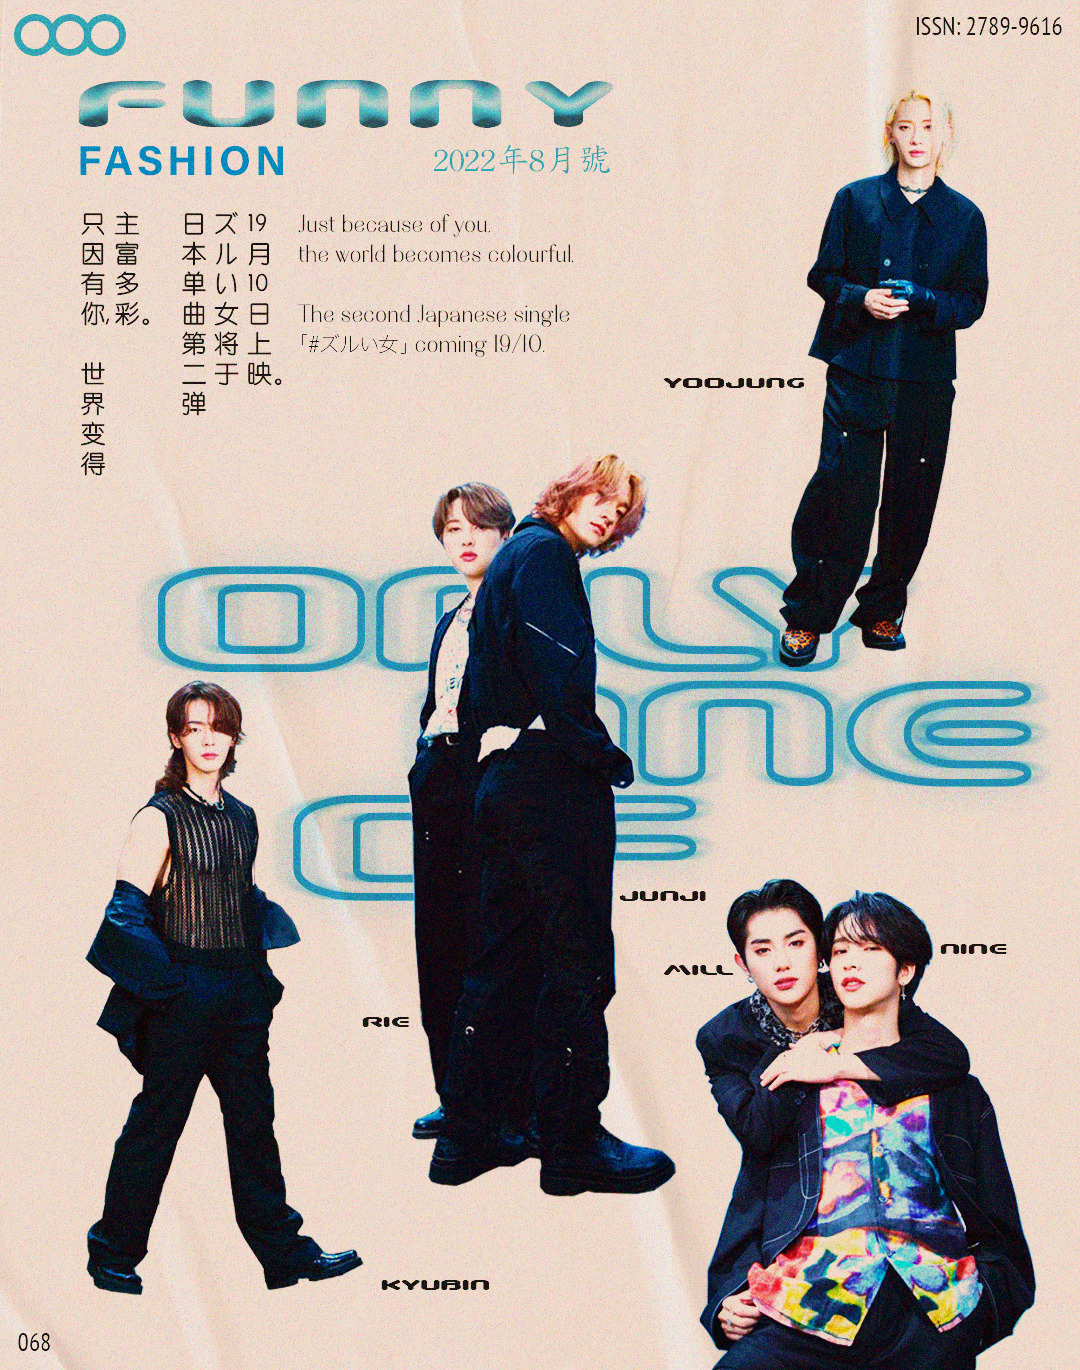 ISSN: 2789-9616
FUNNY
FASHION
2022年8月號
只因有你, 世界变得
主富多彩。
日本单曲第二弹
ズルい女将于
19月10日上映。
Just because of you.
the world becomes colourful.
The second Japanese single
「#ズルい女」coming 19/10.
YOOJUNG
ONLY
ONE
OF
JUNJI
NINE
MILL
RIE
KYUBIN
068